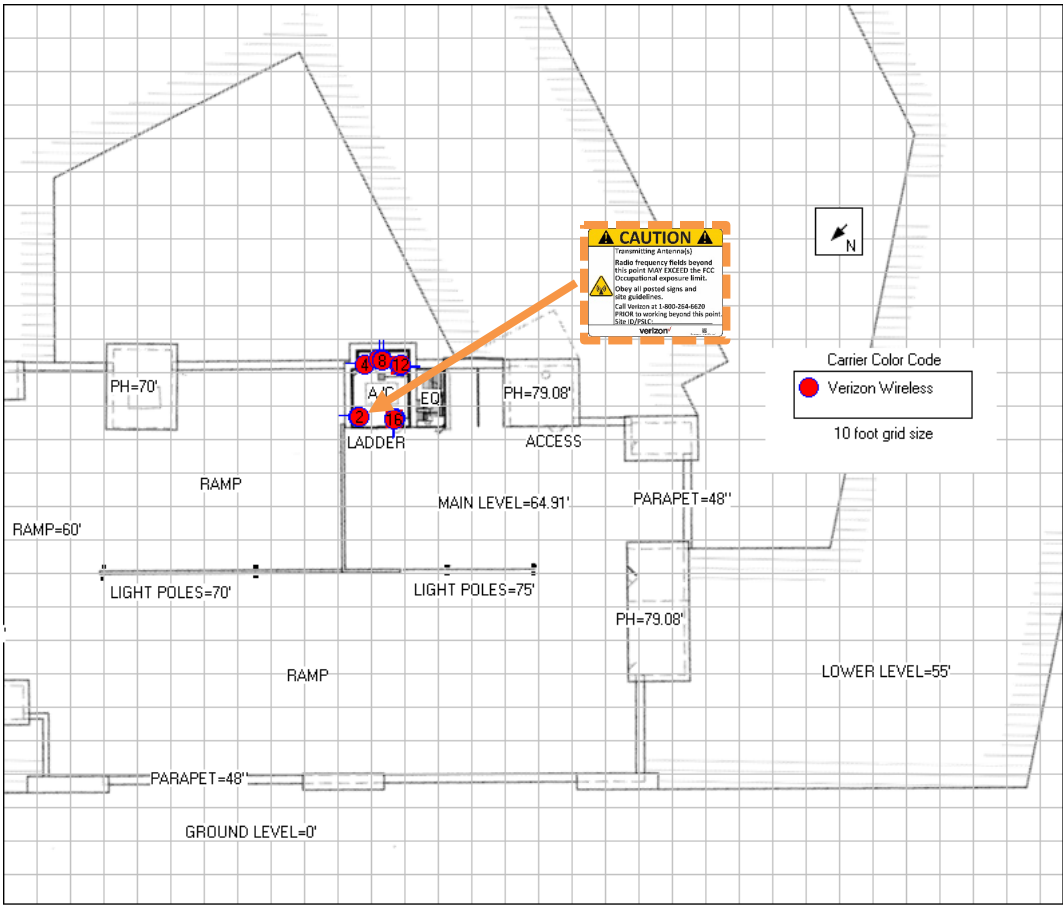 CAUTION
Transmitting Antenna(s)
Radio frequency fields beyond
this point MAY EXCEED the FCC
Occupational exposure limit.
Obey all posted signs and
site guidelines.
Call Verizon at 1-800-264-6620
PRIOR to working beyond this point.
Site ID/PSLC:
verizon
N
4
8
12
2
16
A/C
EQ
PH=70'
PH=79.08'
LADDER
ACCESS
Carrier Color Code
Verizon Wireless
10 foot grid size
RAMP
MAIN LEVEL=64.91'
PARAPET=48''
RAMP=60'
LIGHT POLES=70'
LIGHT POLES=75'
PH=79.08'
RAMP
LOWER LEVEL=55'
PARAPET=48''
GROUND LEVEL=0'